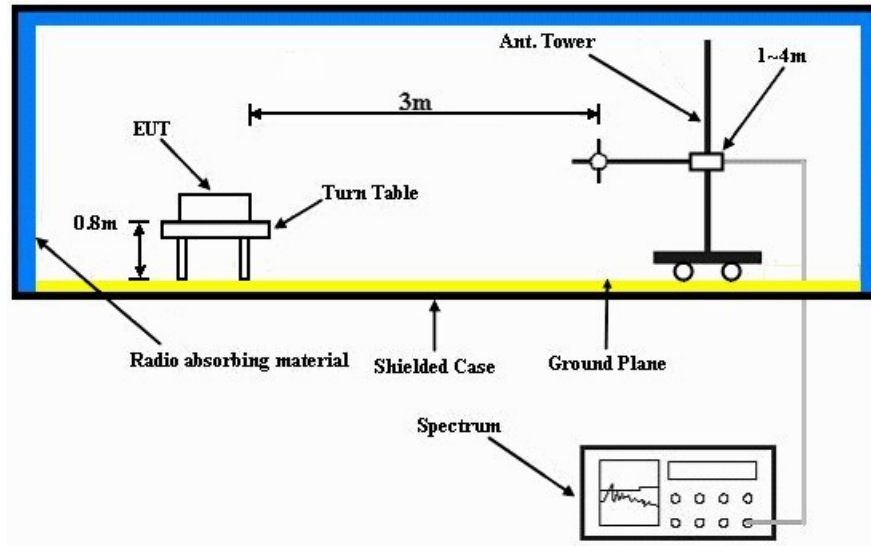 Ant. Tower
1~4m
3m
EUT
Turn Table
0.8m
Radio absorbing material
Shielded Case
Ground Plane
Spectrum